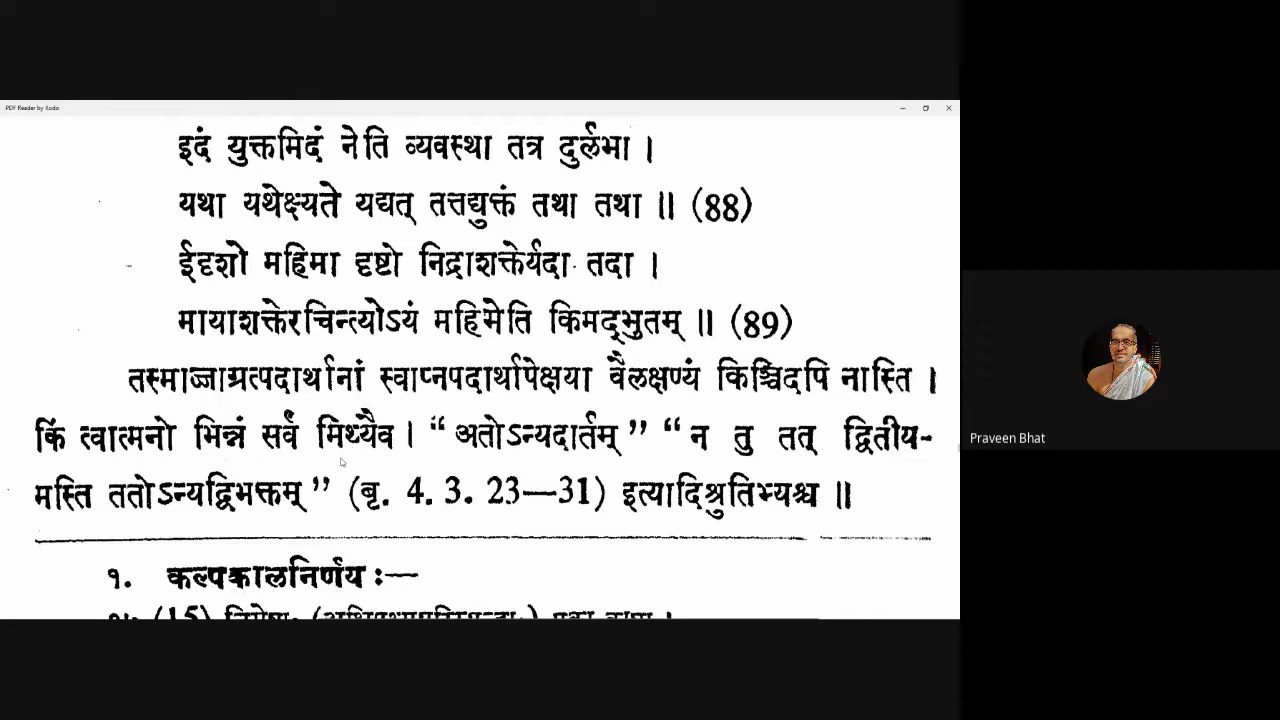 PDF Reader by Xodo
इदं युक्तमिदं नेति व्यवस्था तत्र दुर्लभा ।
यथा यथेक्ष्यते यद्यत् तत्तद्युक्तं तथा तथा ॥ (88)
ईदृशो महिमा दृष्टो निद्राशक्तेर्यदा तदा ।
मायाशक्तेरचिन्त्योऽयं महिमेति किमद्भुतम् ॥ (89)
तस्माज्जाग्रत्पदार्थानां स्वाप्नपदार्थापेक्षया वैलक्षण्यं किञ्चिदपि नास्ति ।
किं त्वात्मनो भिन्नं सर्वं मिथ्यैव । “ अतोऽन्यदार्तम् ” “ न तु तत् द्वितीय-
मस्ति ततोऽन्यद्विभक्तम् ” (बृ. 4. 3. 23—31) इत्यादिश्रुतिभ्यश्च ॥
१. कल्पकालनिर्णयः—
Praveen Bhat